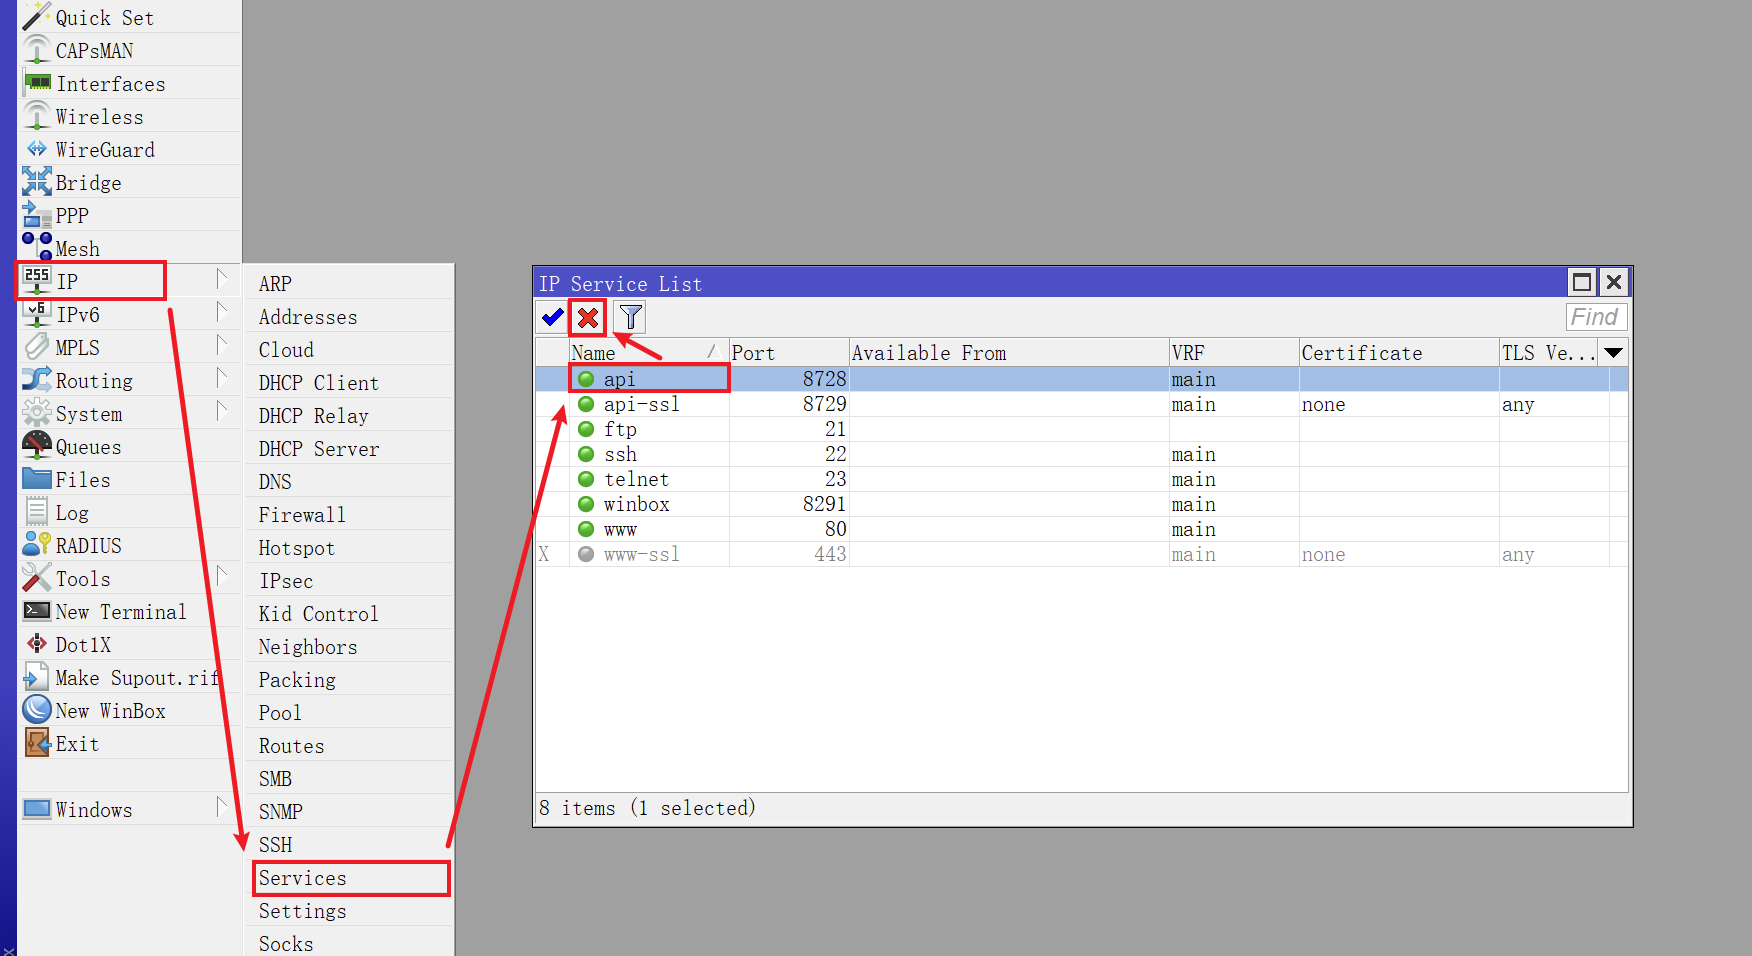 Quick Set
CAPsMAN
Interfaces
Wireless
WireGuard
Bridge
PPP
Mesh
255 IP
v6 IPv6
MPLS
Routing
System
Queues
Files
Log
RADIUS
Tools
New Terminal
Dot1X
Make Supout.rif
New WinBox
Exit
Windows
ARP
Addresses
Cloud
DHCP Client
DHCP Relay
DHCP Server
DNS
Firewall
Hotspot
IPsec
Kid Control
Neighbors
Packing
Pool
Routes
SMB
SNMP
SSH
Services
Settings
Socks
IP Service List
Find
Name Port Available From VRF Certificate TLS Ve...
api 8728 main
api-ssl 8729 main none any
ftp 21
ssh 22 main
telnet 23 main
winbox 8291 main
www 80 main
X www-ssl 443 main none any
8 items (1 selected)